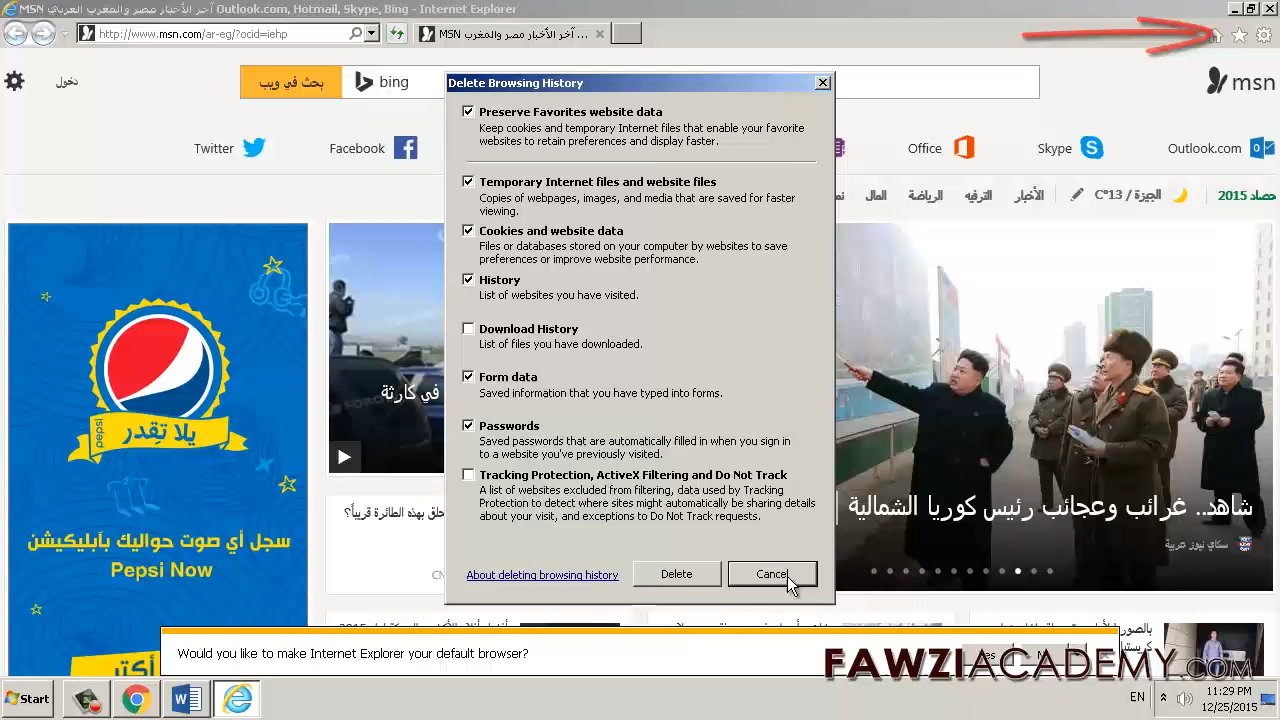 MSN آخر الأخبار مصر والمغرب العربي Outlook.com, Hotmail, Skype, Bing - Internet Explorer
http://www.msn.com/ar-eg/?ocid=iehp
MSN آخر الأخبار مصر والمغرب ...
دخول
بحث في ويب
bing
msn
Twitter
Facebook
Office
Skype
Outlook.com
المال
الرياضة
الترفيه
الأخبار
الجيزة / 13°C
حصاد 2015
Delete Browsing History
Preserve Favorites website data
Keep cookies and temporary Internet files that enable your favorite
websites to retain preferences and display faster.
Temporary Internet files and website files
Copies of webpages, images, and media that are saved for faster
viewing.
Cookies and website data
Files or databases stored on your computer by websites to save
preferences or improve website performance.
History
List of websites you have visited.
Download History
List of files you have downloaded.
Form data
Saved information that you have typed into forms.
Passwords
Saved passwords that are automatically filled in when you sign in
to a website you've previously visited.
Tracking Protection, ActiveX Filtering and Do Not Track
A list of websites excluded from filtering, data used by Tracking
Protection to detect where sites might automatically be sharing details
about your visit, and exceptions to Do Not Track requests.
About deleting browsing history
Delete
Cancel
pepsi
يلا تِقدر
سجل أي صوت حواليك بآبليكيشن
Pepsi Now
أكثر
في كارثة
حلق بهذه الطائرة قريباً؟
شاهد.. غرائب وعجائب رئيس كوريا الشمالية
سكاي نيوز عربية
بالصور
Would you like to make Internet Explorer your default browser?
FAWZIACADEMY.COM
Start
EN
11:29 PM
12/25/2015